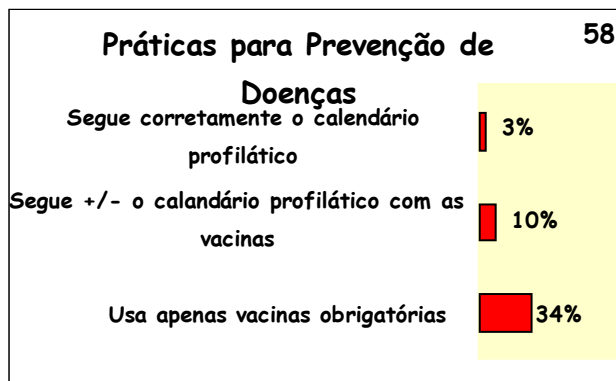 Práticas para Prevenção de
58
Doenças
Segue corretamente o calendário
profilático
3%
Segue +/- o calandário profilático com as
vacinas
10%
Usa apenas vacinas obrigatórias
34%